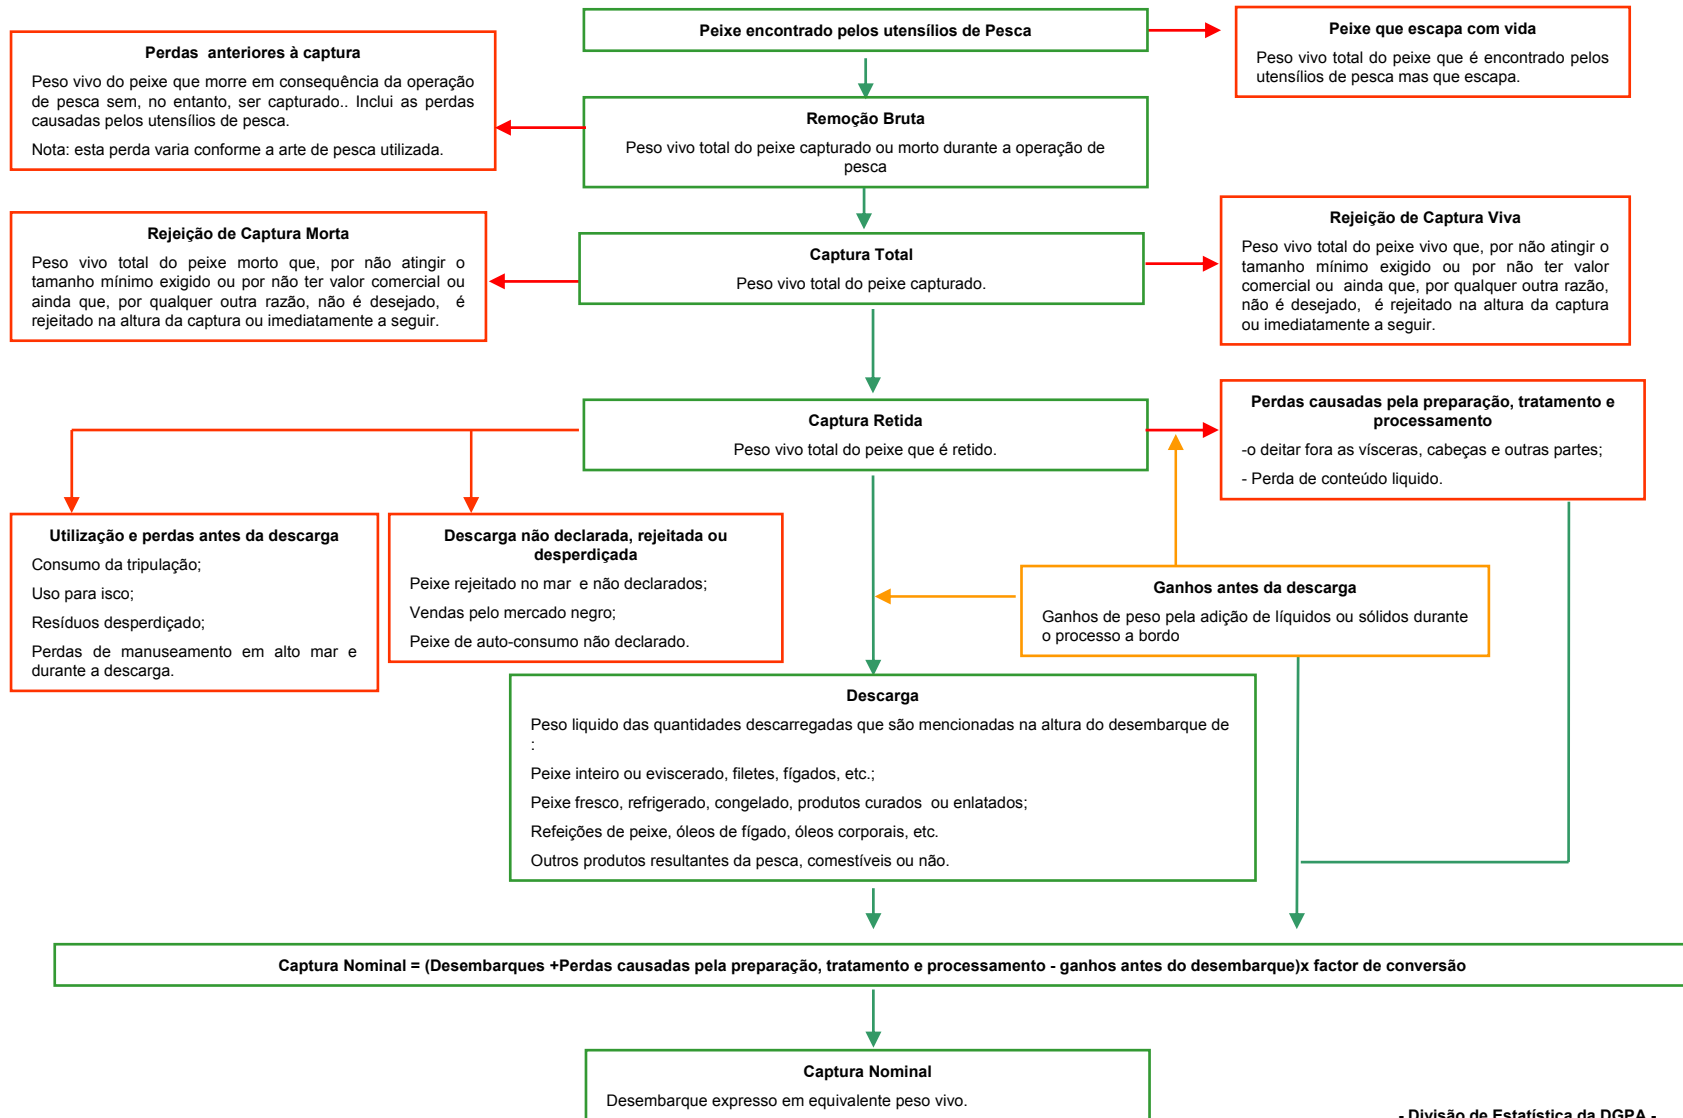 Peixe encontrado pelos utensílios de Pesca
Peixe que escapa com vida
Peso vivo total do peixe que é encontrado pelos
utensílios de pesca mas que escapa.
Perdas anteriores à captura
Peso vivo do peixe que morre em consequência da operação
de pesca sem, no entanto, ser capturado.. Inclui as perdas
causadas pelos utensílios de pesca.
Nota: esta perda varia conforme a arte de pesca utilizada.
Remoção Bruta
Peso vivo total do peixe capturado ou morto durante a operação de
pesca
Rejeição de Captura Morta
Peso vivo total do peixe morto que, por não atingir o
tamanho mínimo exigido ou por não ter valor comercial ou
ainda que, por qualquer outra razão, não é desejado, é
rejeitado na altura da captura ou imediatamente a seguir.
Captura Total
Peso vivo total do peixe capturado.
Rejeição de Captura Viva
Peso vivo total do peixe vivo que, por não atingir o
tamanho mínimo exigido ou por não ter valor
comercial ou ainda que, por qualquer outra razão,
não é desejado, é rejeitado na altura da captura
ou imediatamente a seguir.
Captura Retida
Peso vivo total do peixe que é retido.
Perdas causadas pela preparação, tratamento e
processamento
-o deitar fora as vísceras, cabeças e outras partes;
- Perda de conteúdo liquido.
Utilização e perdas antes da descarga
Consumo da tripulação;
Uso para isco;
Resíduos desperdiçado;
Perdas de manuseamento em alto mar e
durante a descarga.
Descarga não declarada, rejeitada ou
desperdiçada
Peixe rejeitado no mar e não declarados;
Vendas pelo mercado negro;
Peixe de auto-consumo não declarado.
Ganhos antes da descarga
Ganhos de peso pela adição de líquidos ou sólidos durante
o processo a bordo
Descarga
Peso liquido das quantidades descarregadas que são mencionadas na altura do desembarque de
:
Peixe inteiro ou eviscerado, filetes, fígados, etc.;
Peixe fresco, refrigerado, congelado, produtos curados ou enlatados;
Refeições de peixe, óleos de fígado, óleos corporais, etc.
Outros produtos resultantes da pesca, comestíveis ou não.
Captura Nominal = (Desembarques +Perdas causadas pela preparação, tratamento e processamento - ganhos antes do desembarque)x factor de conversão
Captura Nominal
Desembarque expresso em equivalente peso vivo.
- Divisão de Estatística da DGPA -